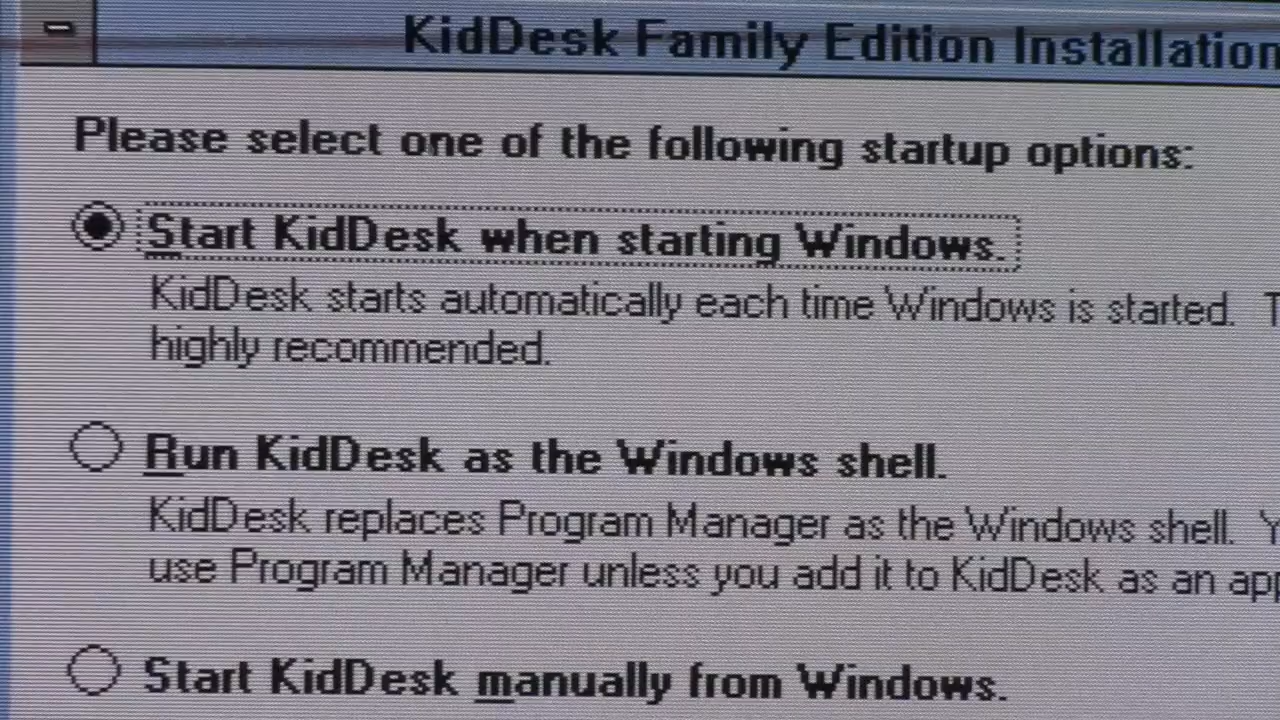 KidDesk Family Edition Installation
Please select one of the following startup options:
Start KidDesk when starting Windows.
KidDesk starts automatically each time Windows is started.
highly recommended.
Run KidDesk as the Windows shell.
KidDesk replaces Program Manager as the Windows shell.
use Program Manager unless you add it to KidDesk as an
Start KidDesk manually from Windows.